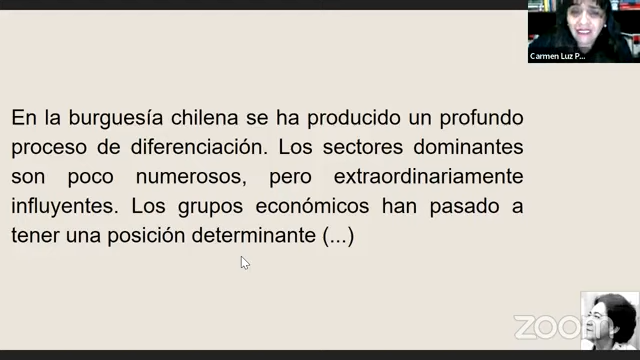 Carmen Luz P...
En la burguesía chilena se ha producido un profundo
proceso de diferenciación. Los sectores dominantes
son poco numerosos, pero extraordinariamente
influyentes. Los grupos económicos han pasado a
tener una posición determinante (...)
zoom